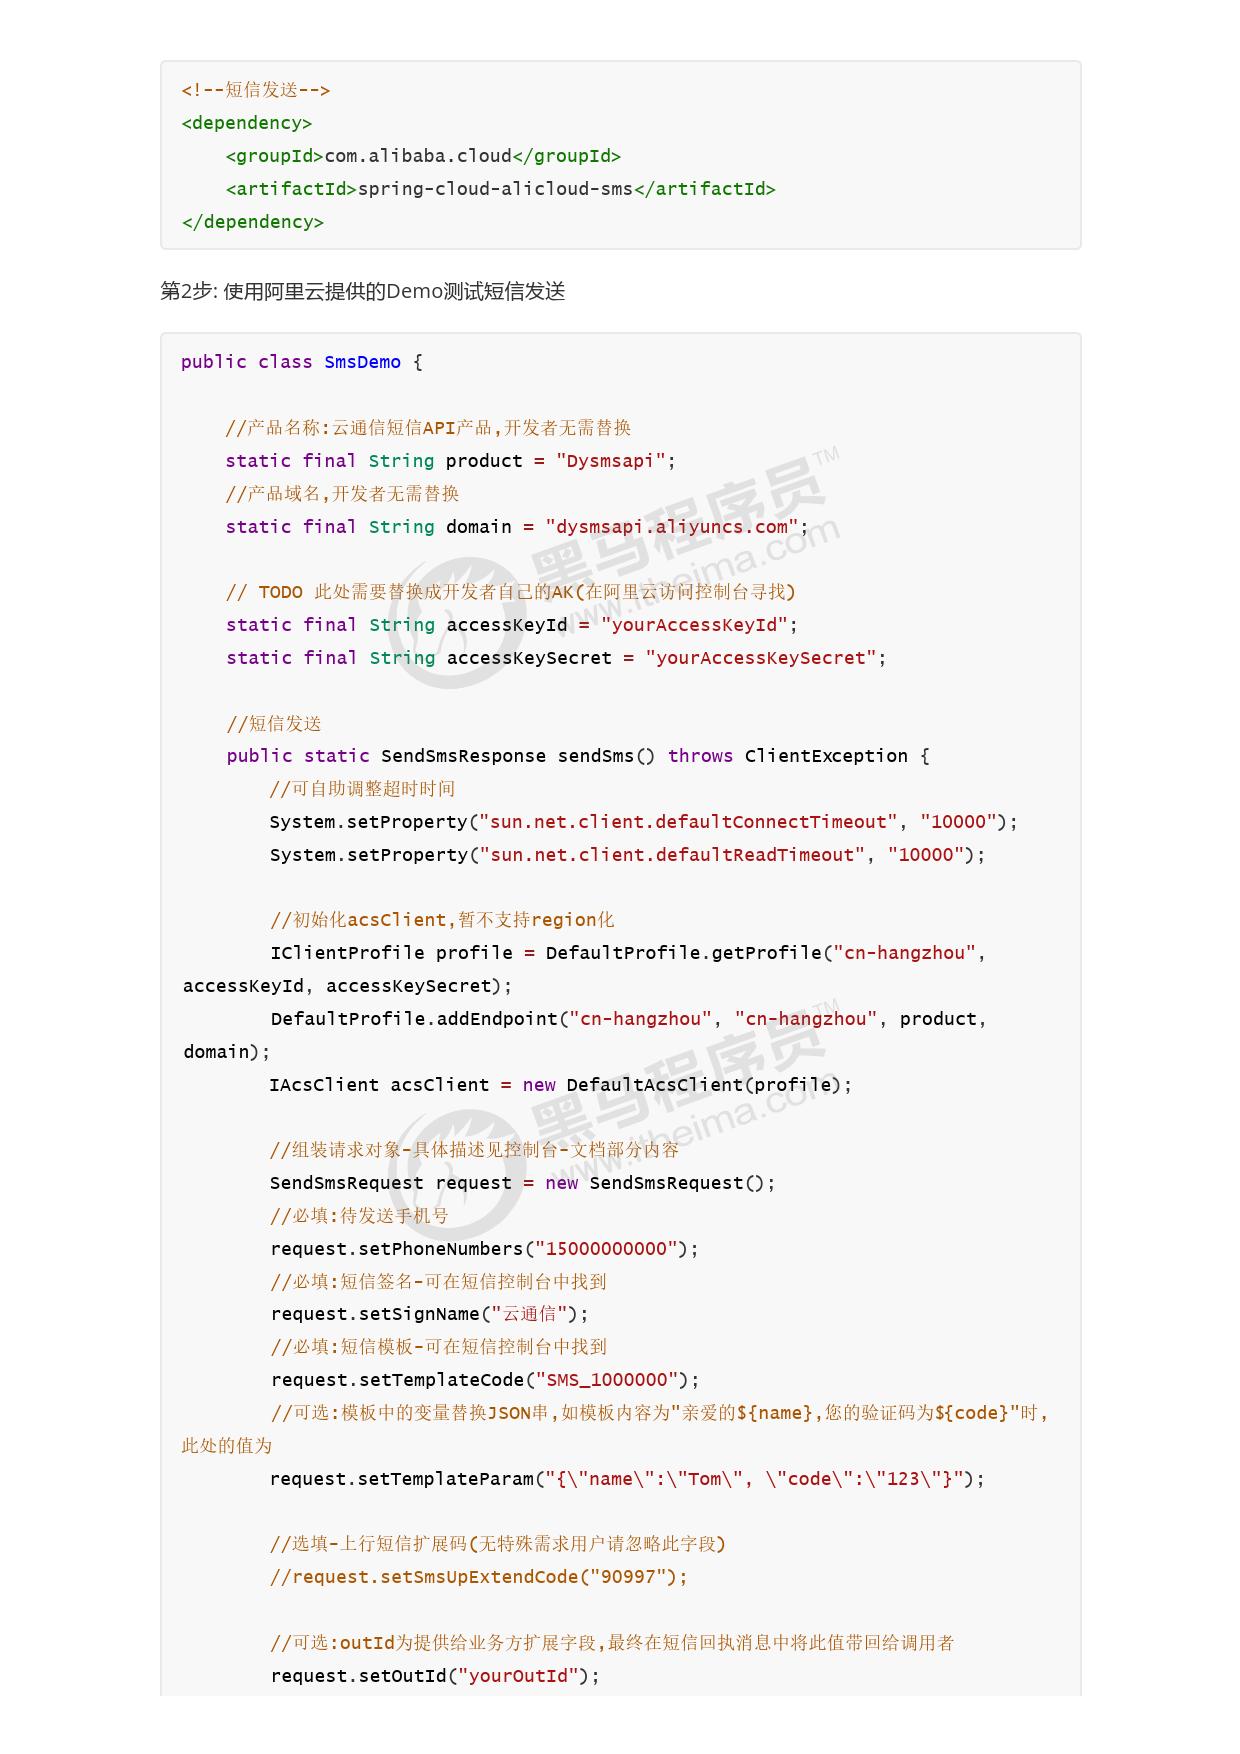 <!--短信发送-->
<dependency>
    <groupId>com.alibaba.cloud</groupId>
    <artifactId>spring-cloud-alicloud-sms</artifactId>
</dependency>
第2步: 使用阿里云提供的Demo测试短信发送
public class SmsDemo {
    //产品名称:云通信短信API产品,开发者无需替换
    static final String product = "Dysmsapi";
    //产品域名,开发者无需替换
    static final String domain = "dysmsapi.aliyuncs.com";
    // TODO 此处需要替换成开发者自己的AK(在阿里云访问控制台寻找)
    static final String accessKeyId = "yourAccessKeyId";
    static final String accessKeySecret = "yourAccessKeySecret";
    //短信发送
    public static SendSmsResponse sendSms() throws ClientException {
        //可自助调整超时时间
        System.setProperty("sun.net.client.defaultConnectTimeout", "10000");
        System.setProperty("sun.net.client.defaultReadTimeout", "10000");
        //初始化acsClient,暂不支持region化
        IClientProfile profile = DefaultProfile.getProfile("cn-hangzhou",
accessKeyId, accessKeySecret);
        DefaultProfile.addEndpoint("cn-hangzhou", "cn-hangzhou", product,
domain);
        IAcsClient acsClient = new DefaultAcsClient(profile);
        //组装请求对象-具体描述见控制台-文档部分内容
        SendSmsRequest request = new SendSmsRequest();
        //必填:待发送手机号
        request.setPhoneNumbers("15000000000");
        //必填:短信签名-可在短信控制台中找到
        request.setSignName("云通信");
        //必填:短信模板-可在短信控制台中找到
        request.setTemplateCode("SMS_1000000");
        //可选:模板中的变量替换JSON串,如模板内容为"亲爱的${name},您的验证码为${code}"时,
此处的值为
        request.setTemplateParam("{\"name\":\"Tom\", \"code\":\"123\"}");
        //选填-上行短信扩展码(无特殊需求用户请忽略此字段)
        //request.setSmsUpExtendCode("90997");
        //可选:outId为提供给业务方扩展字段,最终在短信回执消息中将此值带回给调用者
        request.setOutId("yourOutId");
黑马程序员™
www.itheima.com
黑马程序员™
www.itheima.com